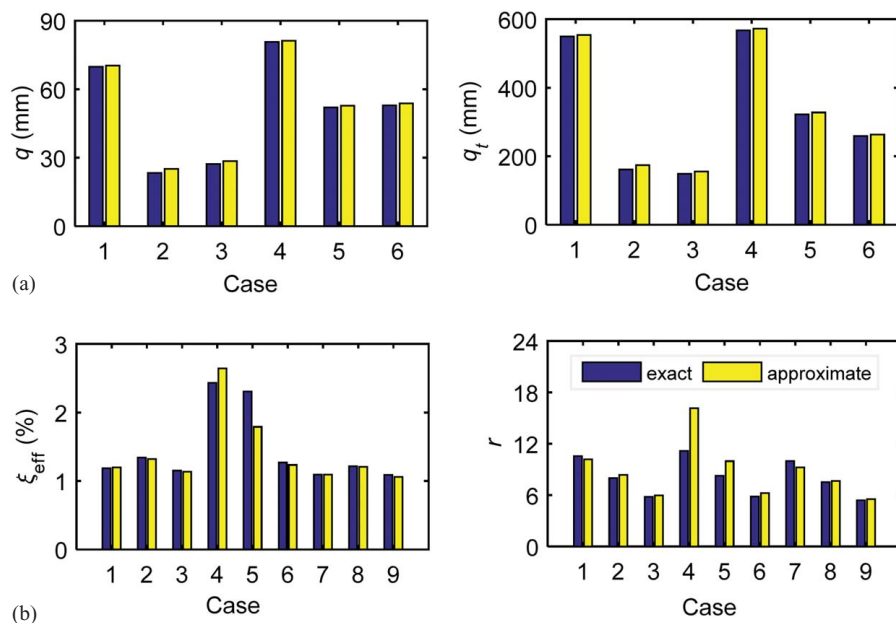 90
60
30
0
q (mm)
1 2 3 4 5 6
Case
600
400
200
0
q_t (mm)
1 2 3 4 5 6
Case
(a)
3
2
1
0
ξ_eff (%)
1 2 3 4 5 6 7 8 9
Case
24
18
12
6
0
r
exact approximate
1 2 3 4 5 6 7 8 9
Case
(b)